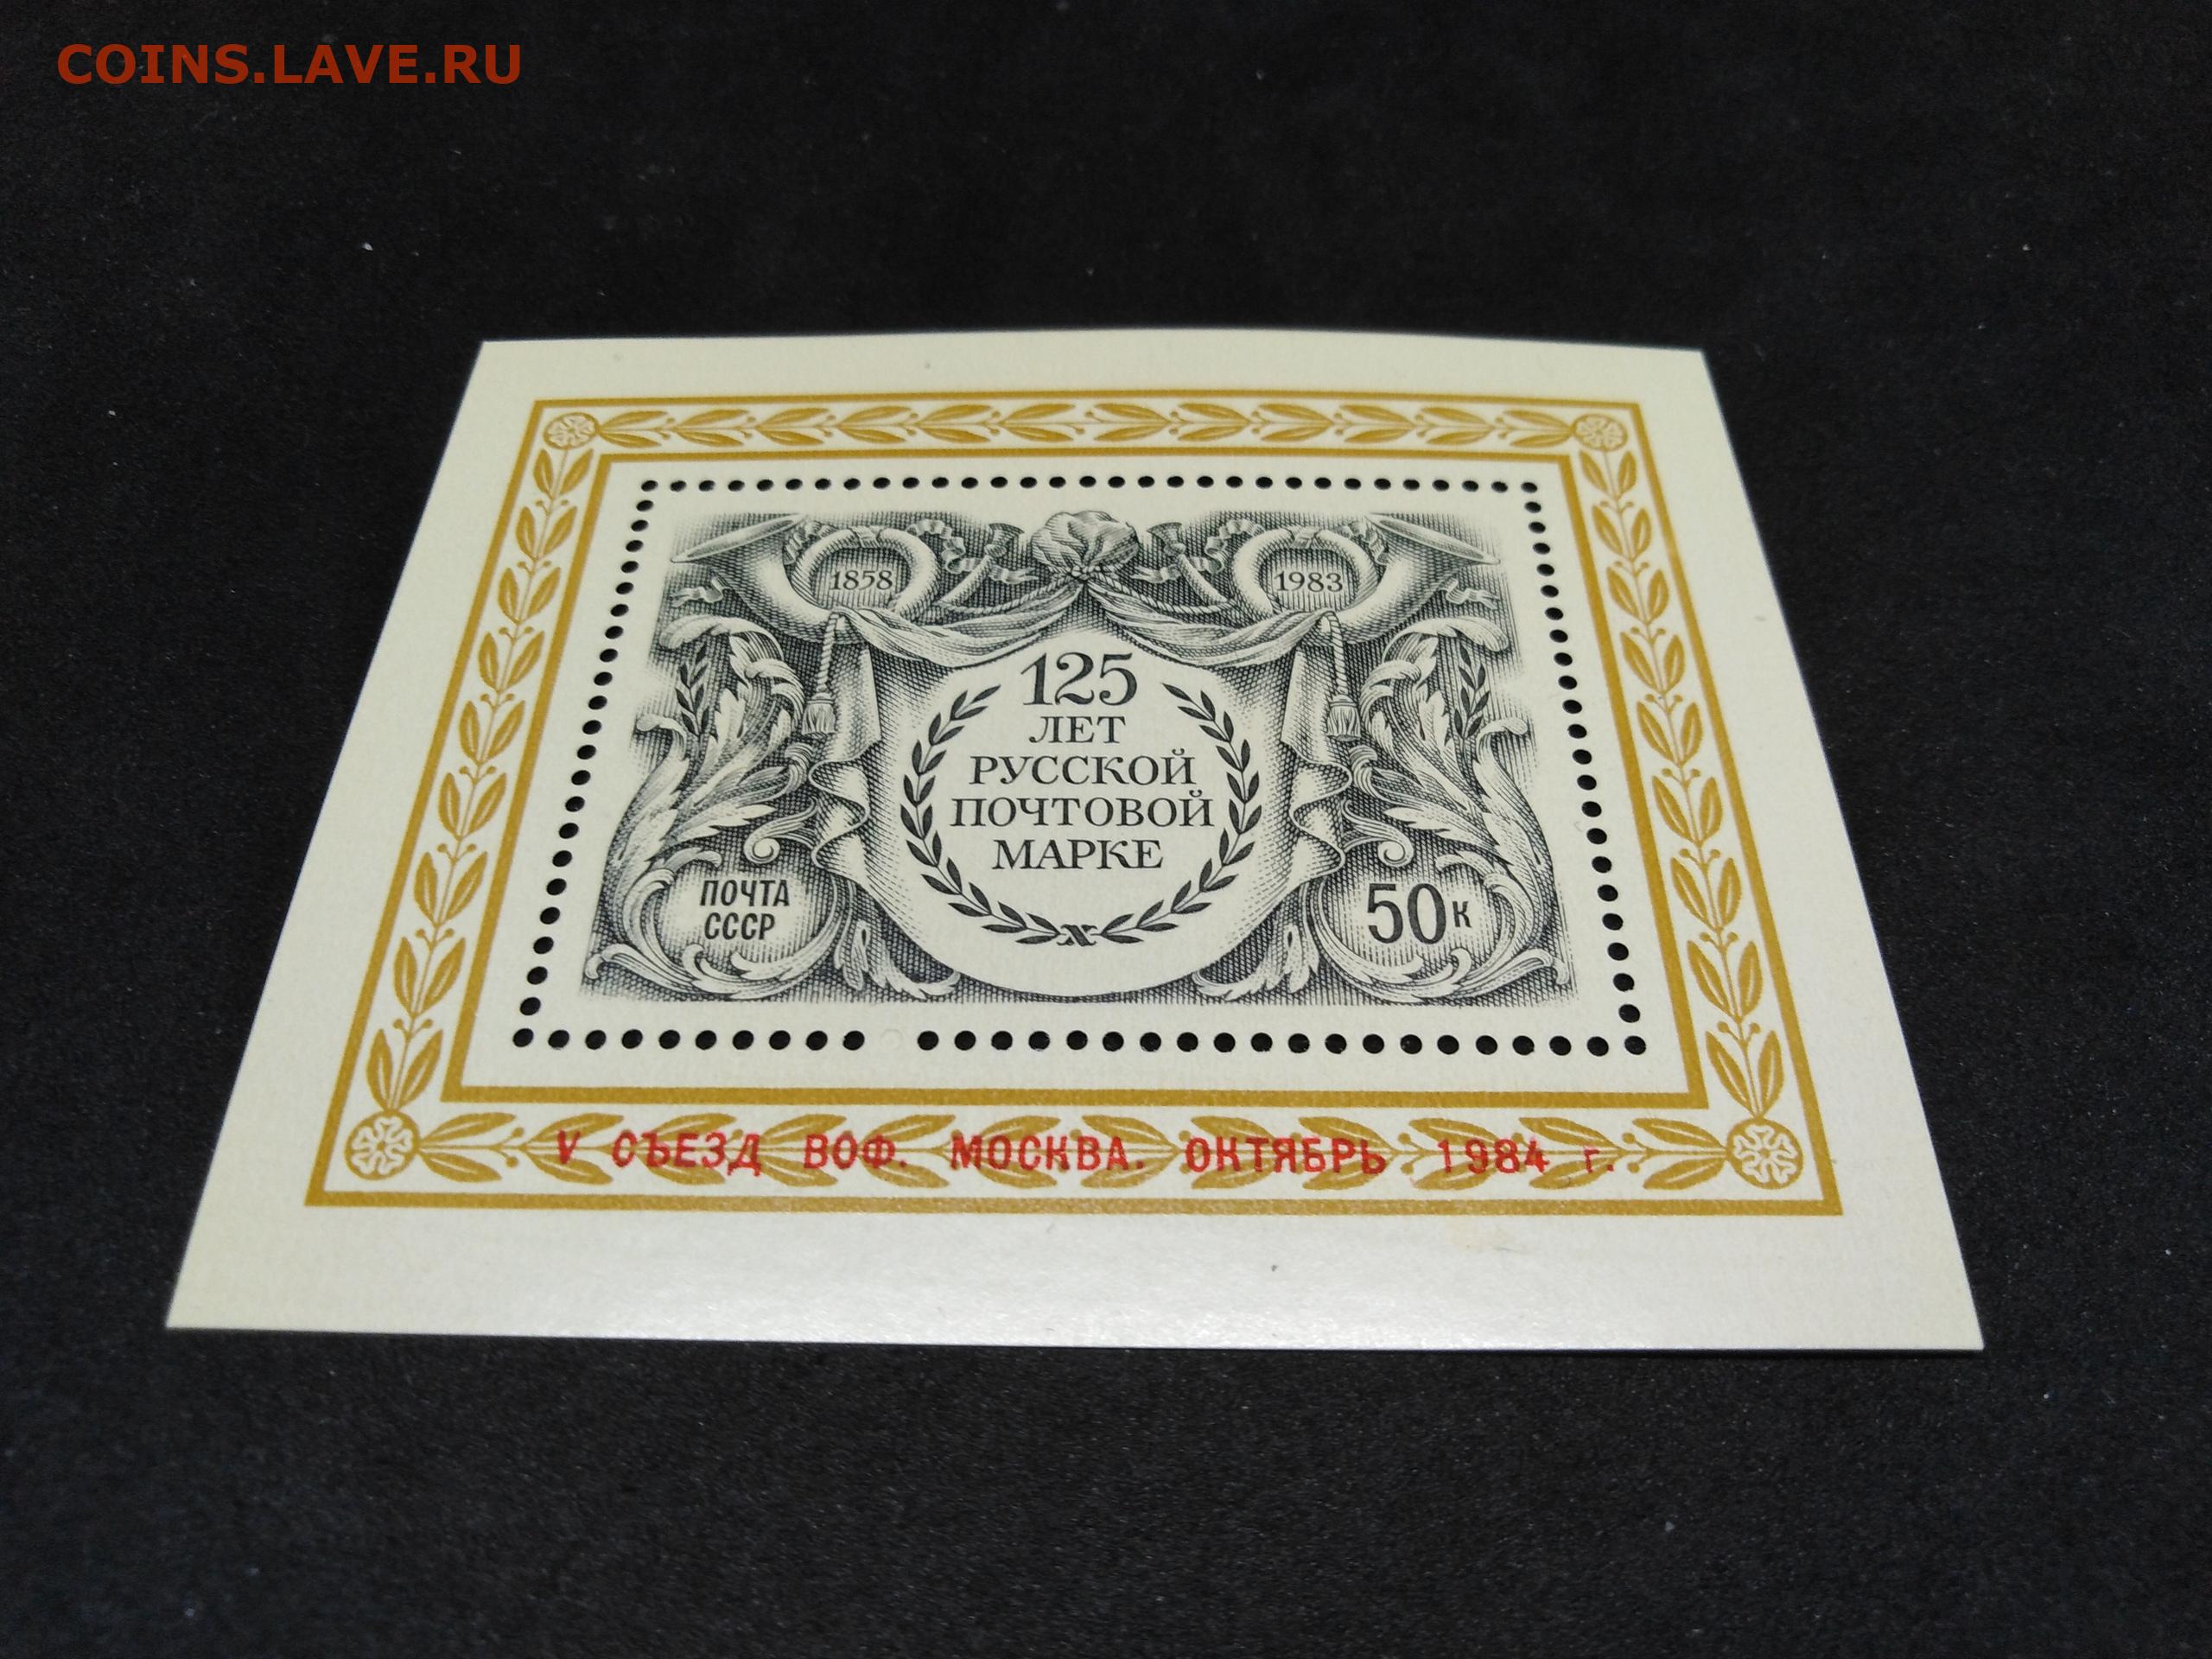 COINS.LAVE.RU
1858
1983
125
ЛЕТ
РУССКОЙ
ПОЧТОВОЙ
МАРКЕ
ПОЧТА
СССР
50к
V СЪЕЗД ВОФ. МОСКВА. ОКТЯБРЬ 1984 г.